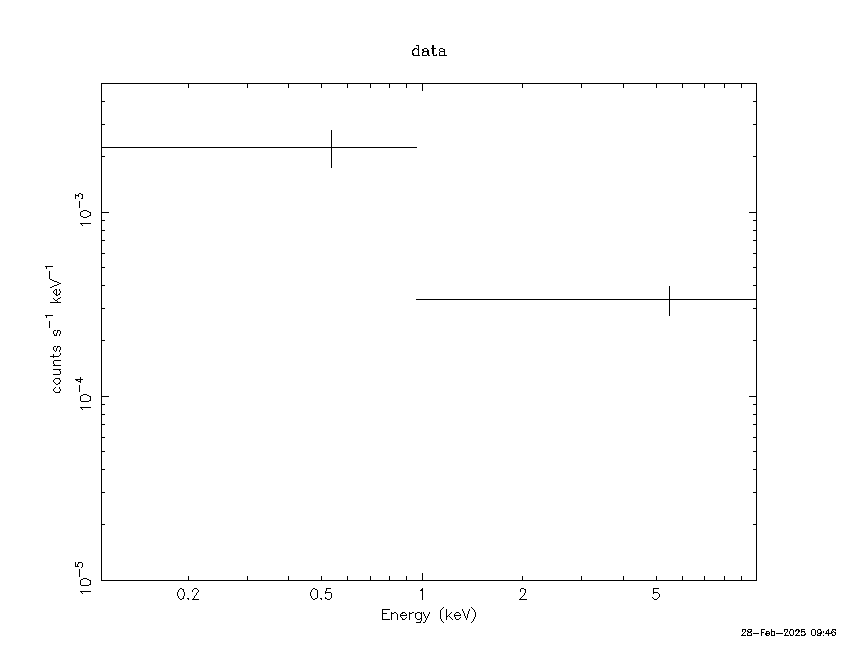 data
counts s⁻¹ keV⁻¹
10⁻³
10⁻⁴
10⁻⁵
0.2 0.5 1 2 5
Energy (keV)
28-Feb-2025 09:46